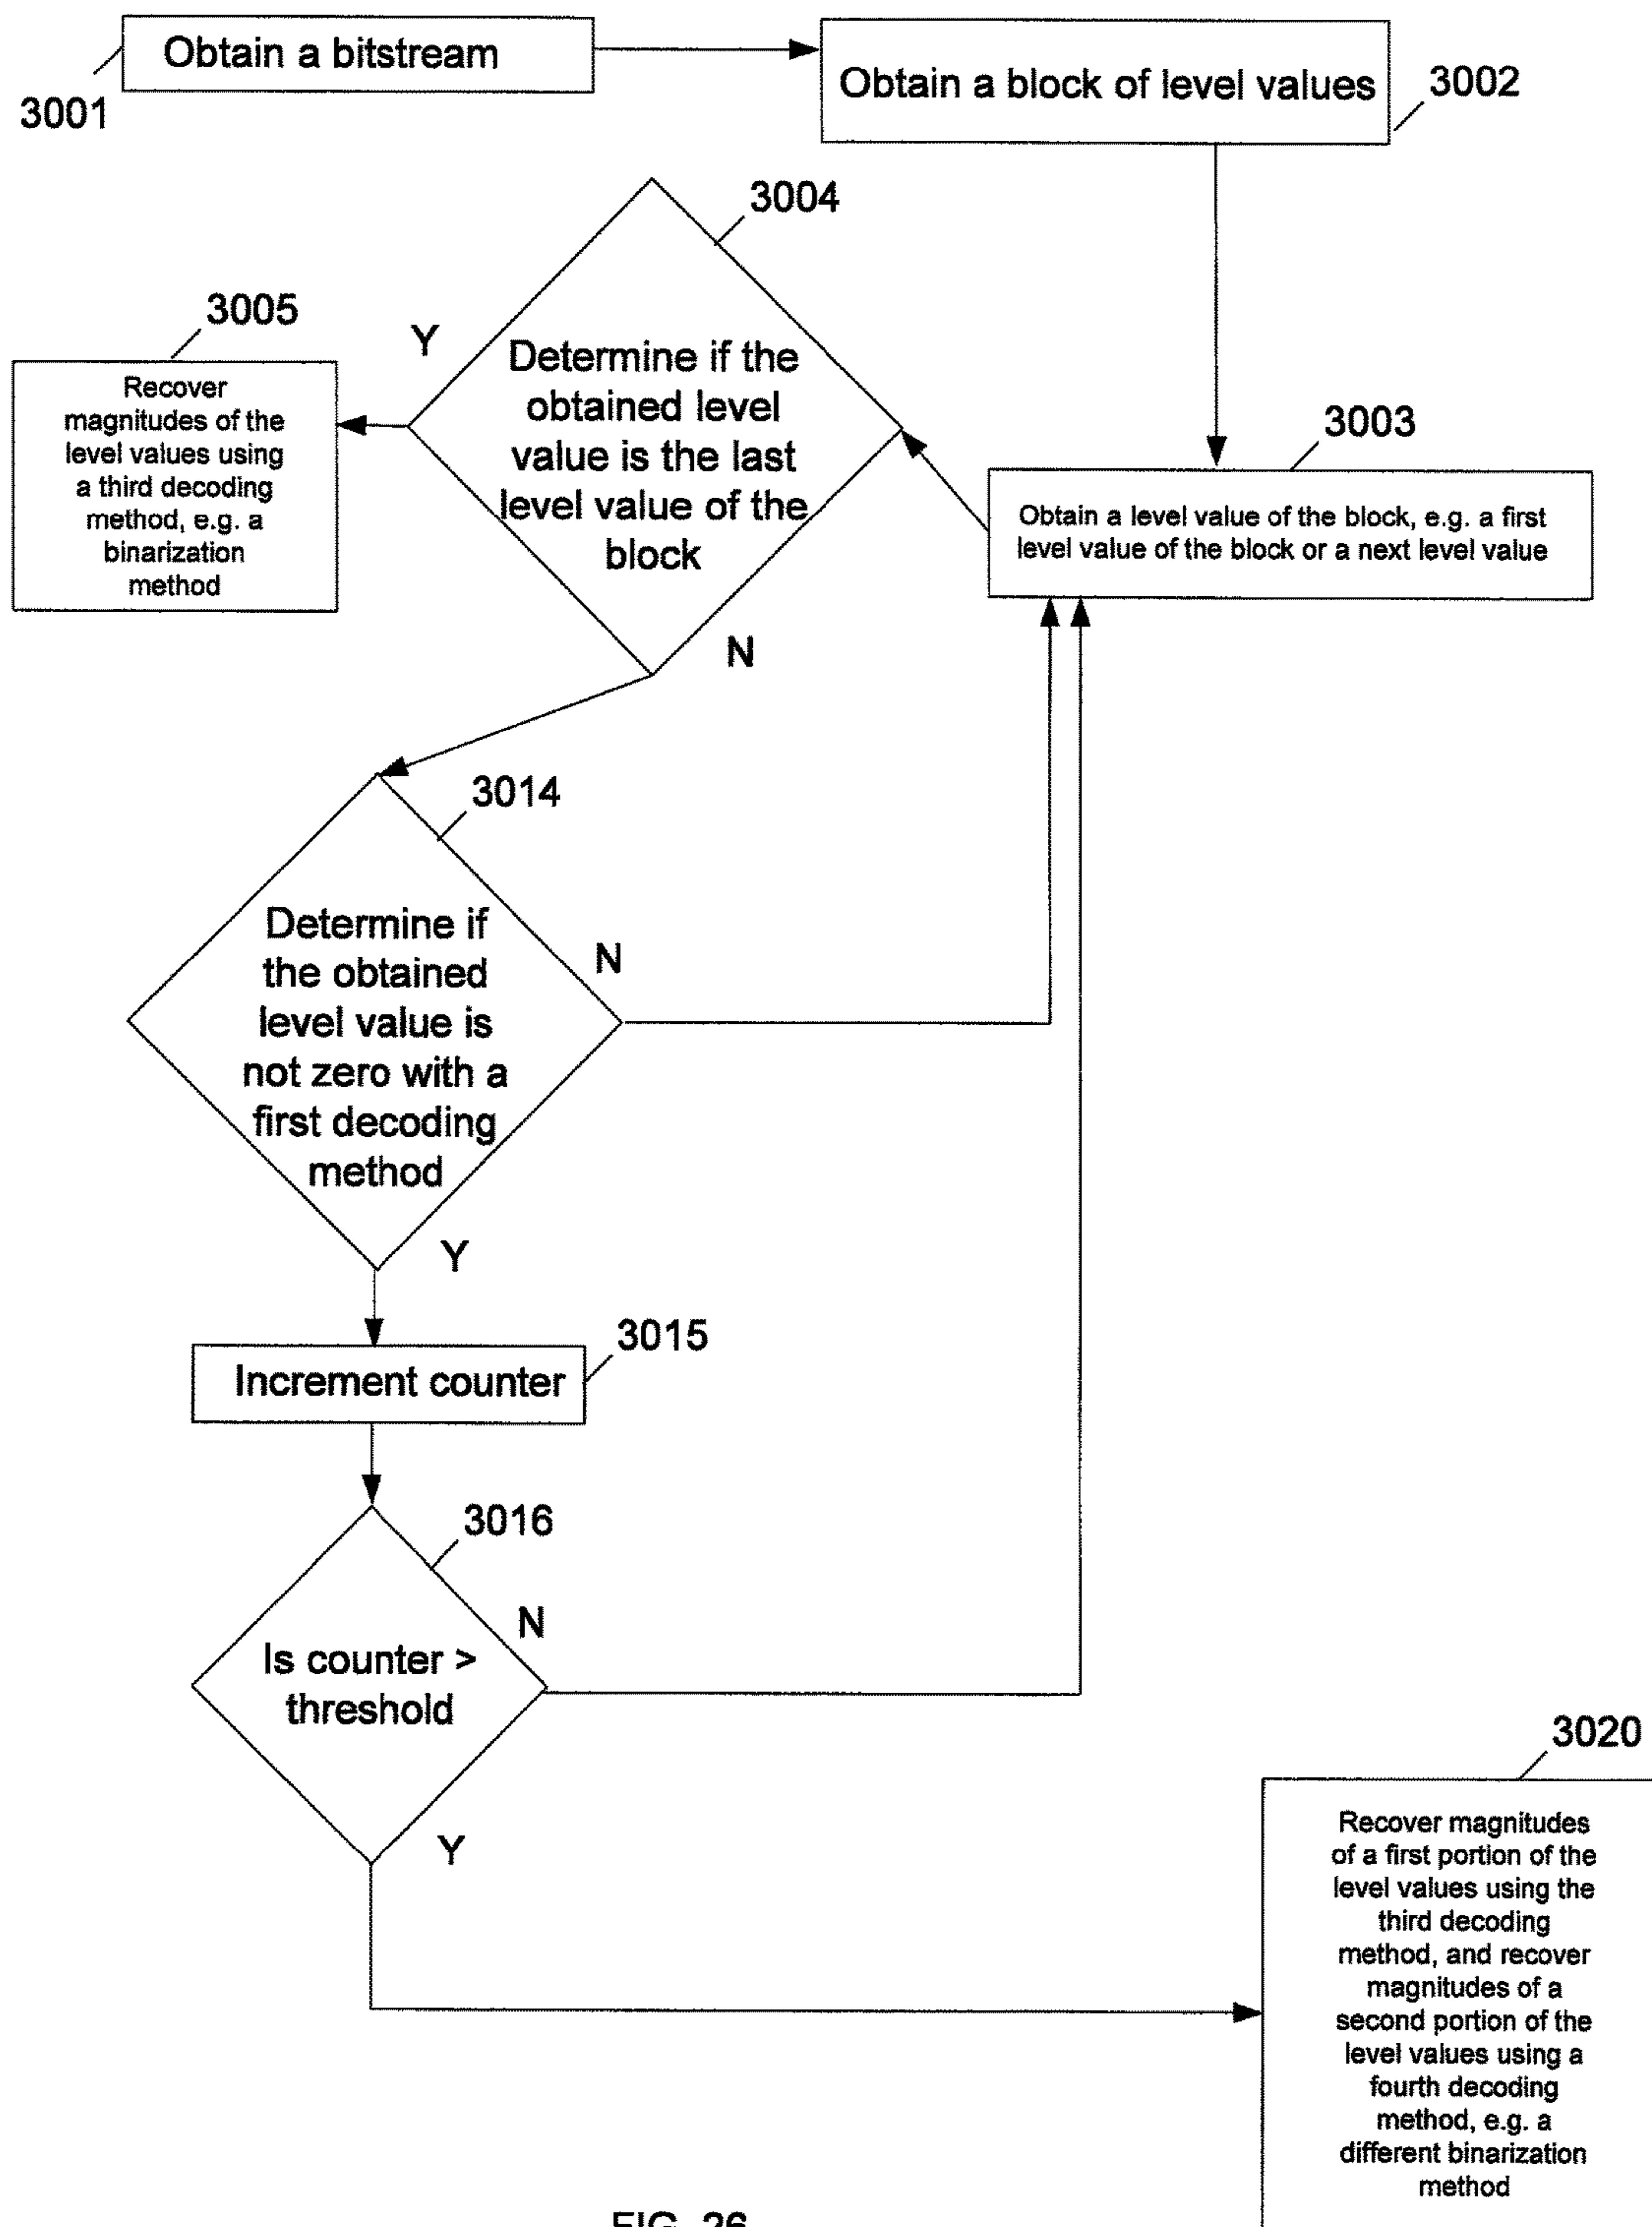 Obtain a bitstream
3001
Obtain a block of level values
3002
3004
3005
Y
Recover
magnitudes of the
level values using
a third decoding
method, e.g. a
binarization
method
Determine if the
obtained level
value is the last
level value of the
block
3003
Obtain a level value of the block, e.g. a first
level value of the block or a next level value
N
3014
Determine if
the obtained
level value is
not zero with a
first decoding
method
N
Y
3015
Increment counter
3016
N
Is counter >
threshold
Y
3020
Recover magnitudes
of a first portion of the
level values using the
third decoding
method, and recover
magnitudes of a
second portion of the
level values using a
fourth decoding
method, e.g. a
different binarization
method
FIG. 26